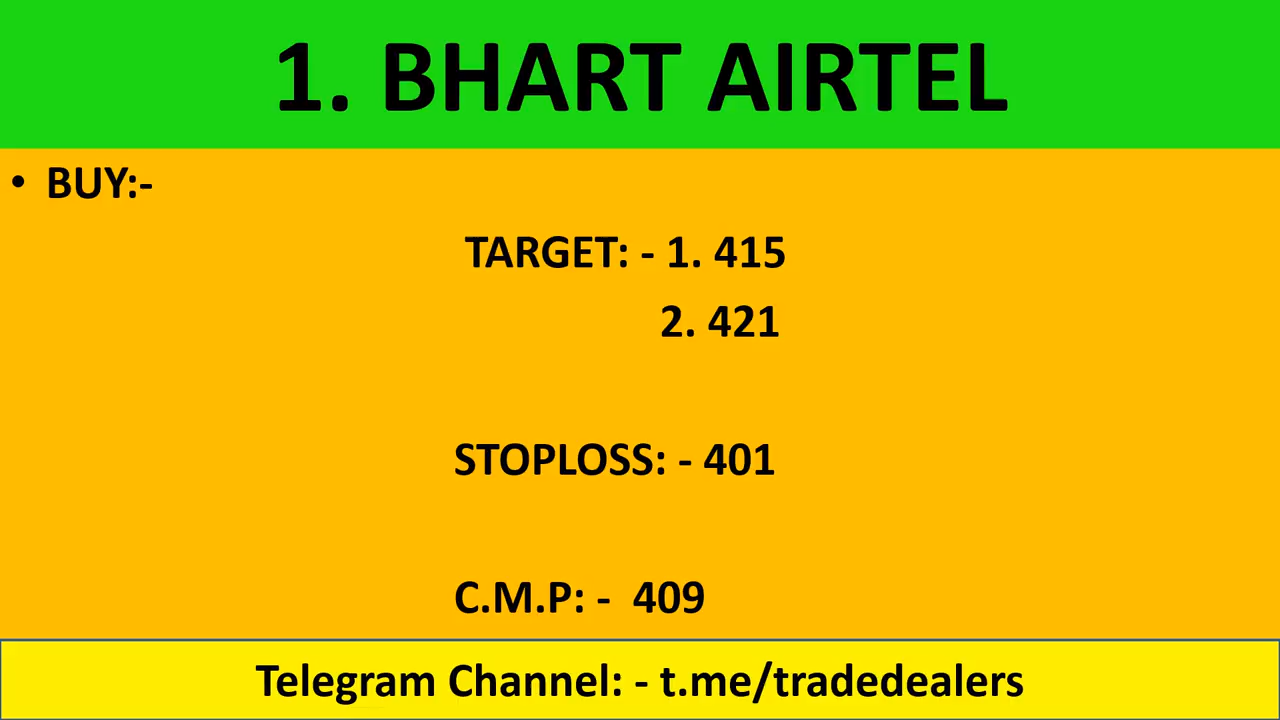 1. BHART AIRTEL
• BUY:-
TARGET: - 1. 415
2. 421
STOPLOSS: - 401
C.M.P: - 409
Telegram Channel: - t.me/tradedealers